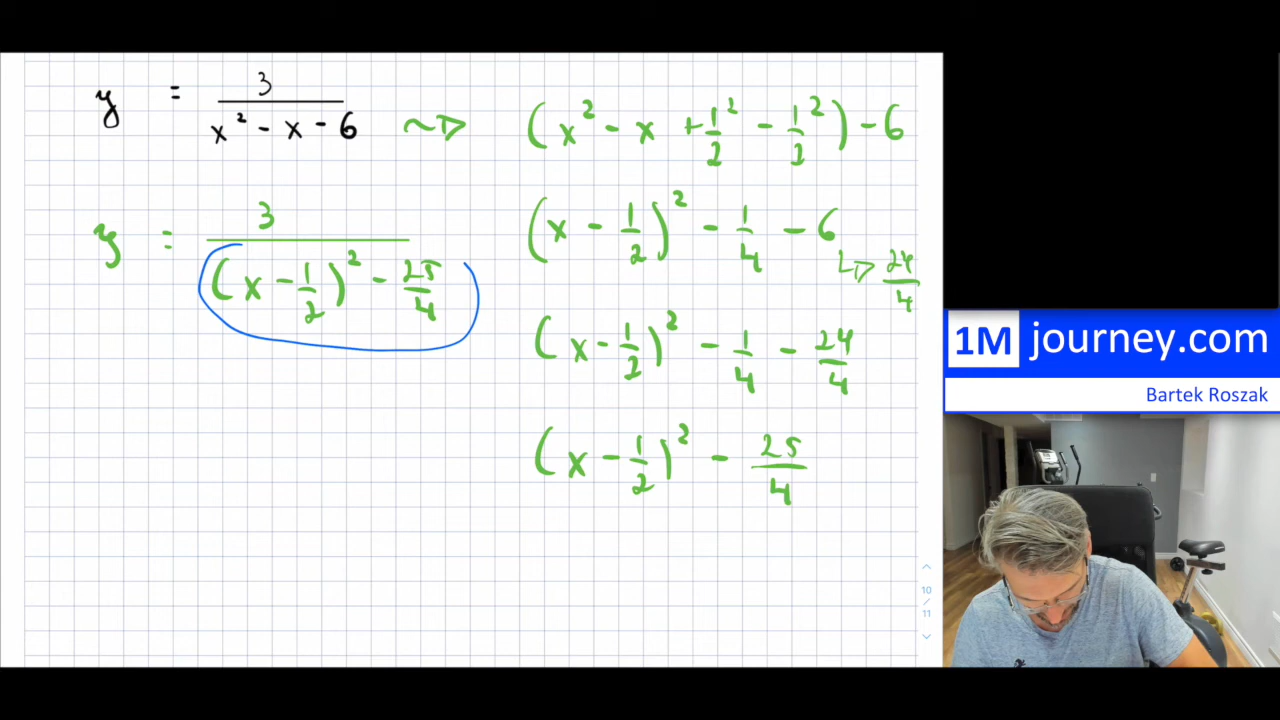 y = 3 / (x² - x - 6) ~▷ (x² - x + 1/2² - 1/2²) - 6
y = 3 / ((x - 1/2)² - 25/4)
(x - 1/2)² - 1/4 - 6
↳▷ 24/4
(x - 1/2)² - 1/4 - 24/4
(x - 1/2)² - 25/4
1M journey.com
Bartek Roszak
10
/
11